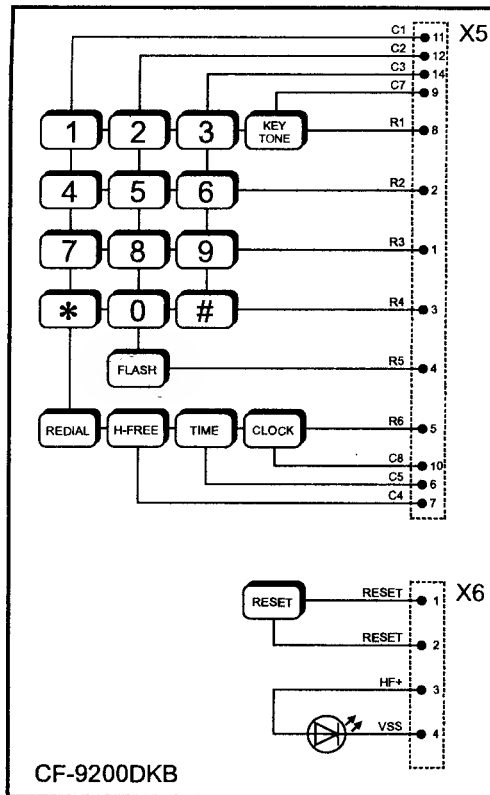 C1 11 X5
C2 12
C3 14
C7 9
1 2 3 KEY TONE R1 8
4 5 6 R2 2
7 8 9 R3 1
* 0 # R4 3
FLASH R5 4
REDIAL H-FREE TIME CLOCK R6 5
C8 10
C5 6
C4 7
RESET RESET 1 X6
RESET 2
HF+ 3
VSS 4
CF-9200DKB